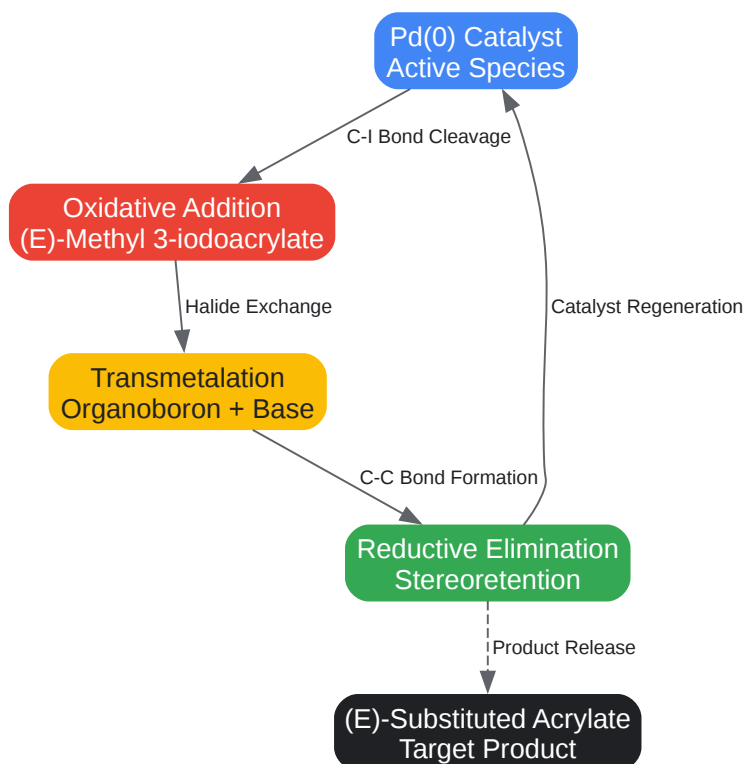 Pd(0) Catalyst
Active Species
C-I Bond Cleavage
Oxidative Addition
(E)-Methyl 3-iodoacrylate
Halide Exchange
Catalyst Regeneration
Transmetalation
Organoboron + Base
C-C Bond Formation
Reductive Elimination
Stereoretention
Product Release
(E)-Substituted Acrylate
Target Product